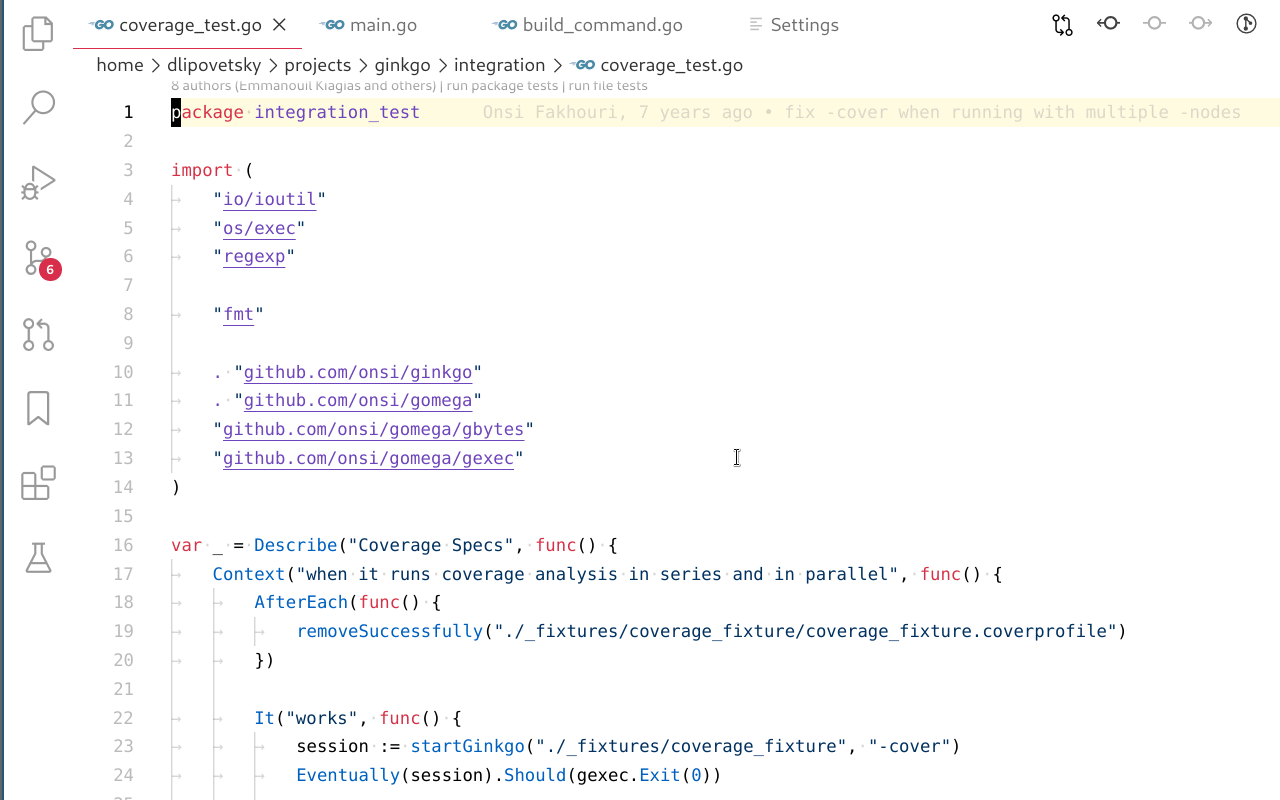 coverage_test.go main.go build_command.go Settings
home > dlipovetsky > projects > ginkgo > integration > coverage_test.go
8 authors (Emmanouil Kiagias and others) | run package tests | run file tests
1 package integration_test Onsi Fakhouri, 7 years ago • fix -cover when running with multiple -nodes
2
3 import (
4 "io/ioutil"
5 "os/exec"
6 "regexp"
7
8 "fmt"
9
10 . "github.com/onsi/ginkgo"
11 . "github.com/onsi/gomega"
12 "github.com/onsi/gomega/gbytes"
13 "github.com/onsi/gomega/gexec"
14 )
15
16 var _ = Describe("Coverage Specs", func() {
17 Context("when it runs coverage analysis in series and in parallel", func() {
18 AfterEach(func() {
19 removeSuccessfully("./_fixtures/coverage_fixture/coverage_fixture.coverprofile")
20 })
21
22 It("works", func() {
23 session := startGinkgo("./_fixtures/coverage_fixture", "-cover")
24 Eventually(session).Should(gexec.Exit(0))
6
GO
GO
GO
GO